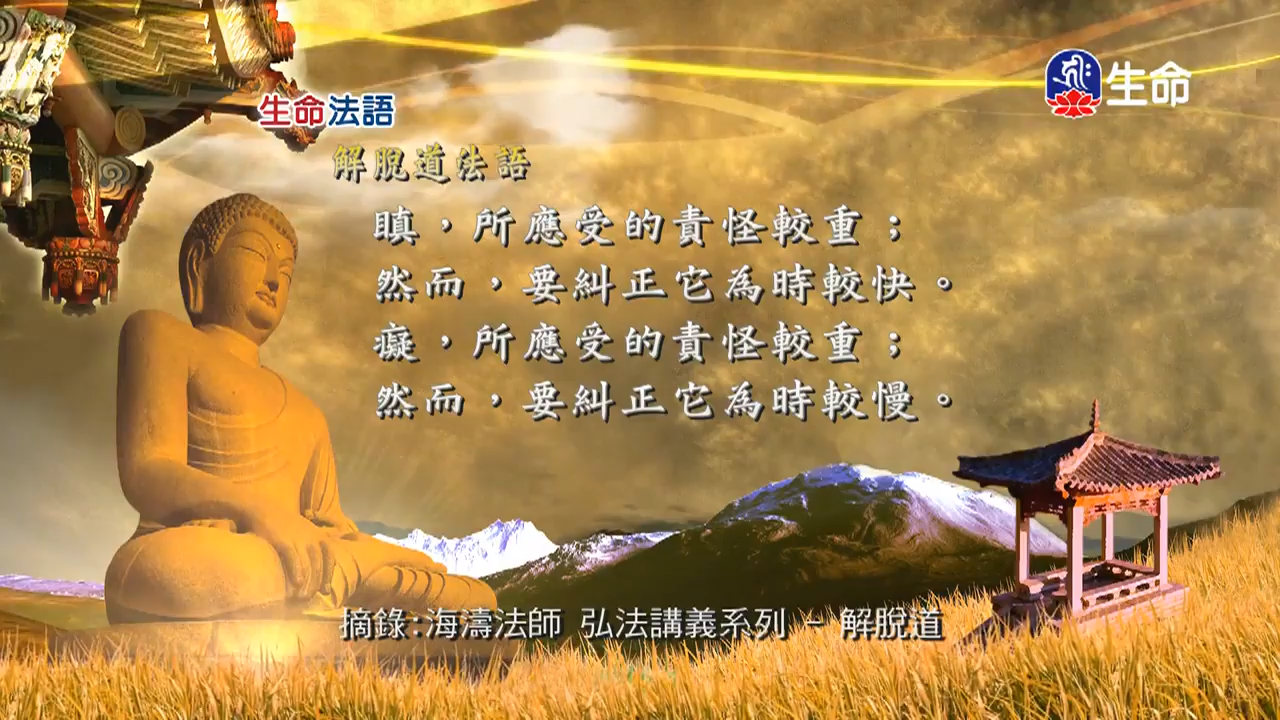 生命
生命法語
解脫道法語
瞋，所應受的責怪較重；
然而，要糾正它為時較快。
癡，所應受的責怪較重；
然而，要糾正它為時較慢。
摘錄:海濤法師 弘法講義系列 - 解脫道